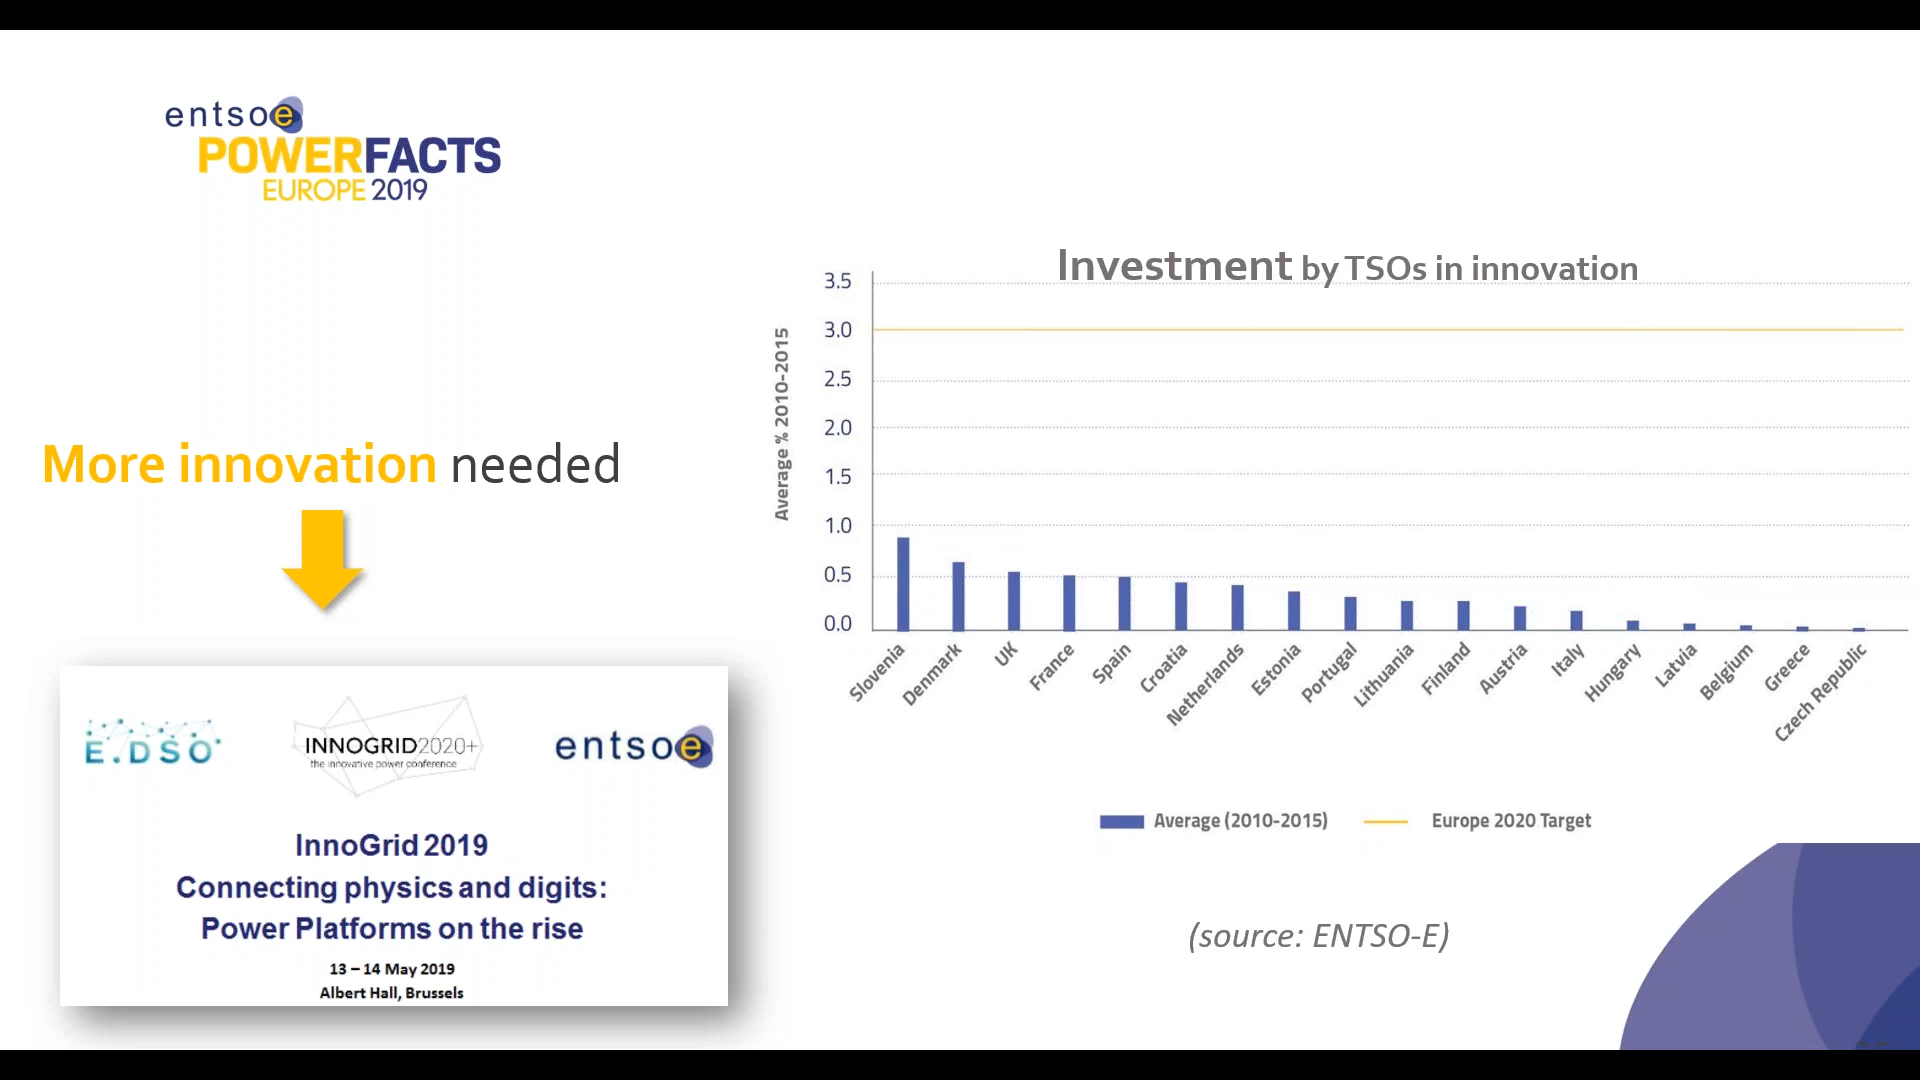 entsoe
POWERFACTS
EUROPE 2019
More innovation needed
E.DSO
INNOGRID2020+
the innovative power conference
entsoe
InnoGrid 2019
Connecting physics and digits:
Power Platforms on the rise
13 – 14 May 2019
Albert Hall, Brussels
Investment by TSOs in innovation
Average % 2010-2015
3.5
3.0
2.5
2.0
1.5
1.0
0.5
0.0
Slovenia
Denmark
UK
France
Spain
Croatia
Netherlands
Estonia
Portugal
Lithuania
Finland
Austria
Italy
Hungary
Latvia
Belgium
Greece
Czech Republic
Average (2010-2015)
Europe 2020 Target
(source: ENTSO-E)